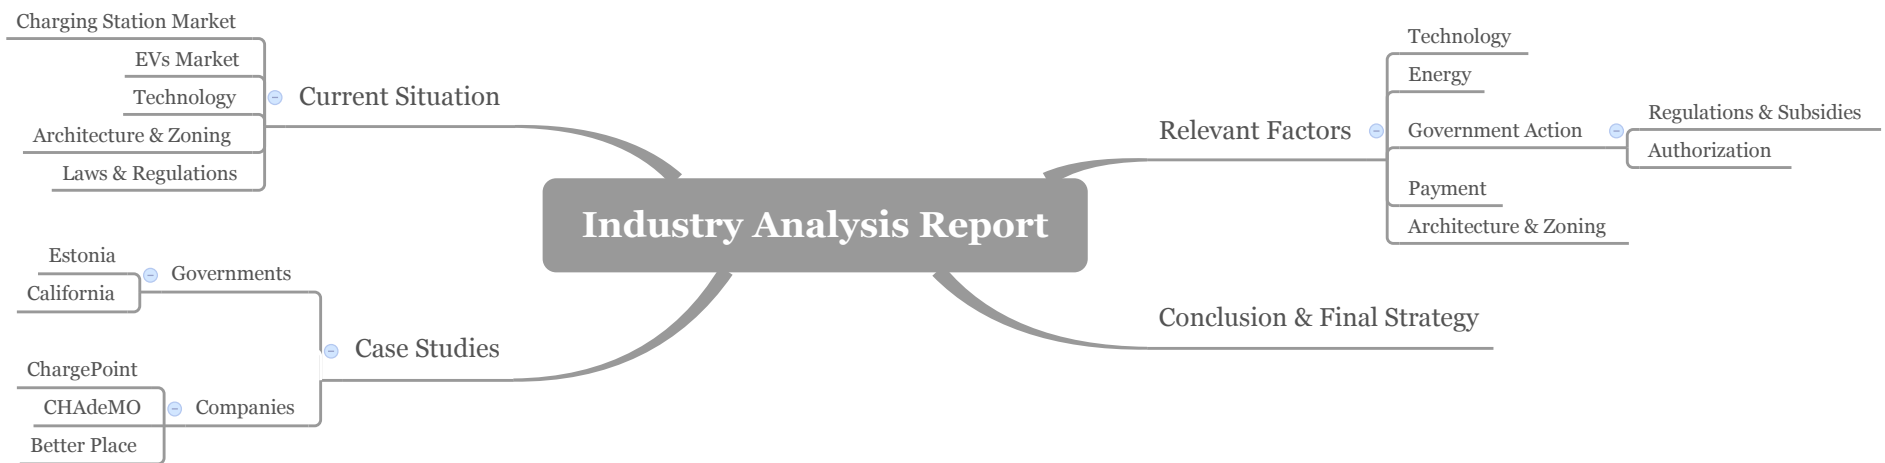 Industry Analysis Report
Current Situation
Charging Station Market
EVs Market
Technology
Architecture & Zoning
Laws & Regulations
Case Studies
Governments
Estonia
California
Companies
ChargePoint
CHAdeMO
Better Place
Relevant Factors
Technology
Energy
Government Action
Regulations & Subsidies
Authorization
Payment
Architecture & Zoning
Conclusion & Final Strategy